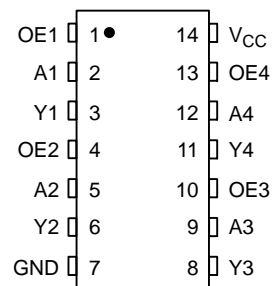 OE1 1 14 VCC
A1 2 13 OE4
Y1 3 12 A4
OE2 4 11 Y4
A2 5 10 OE3
Y2 6 9 A3
GND 7 8 Y3